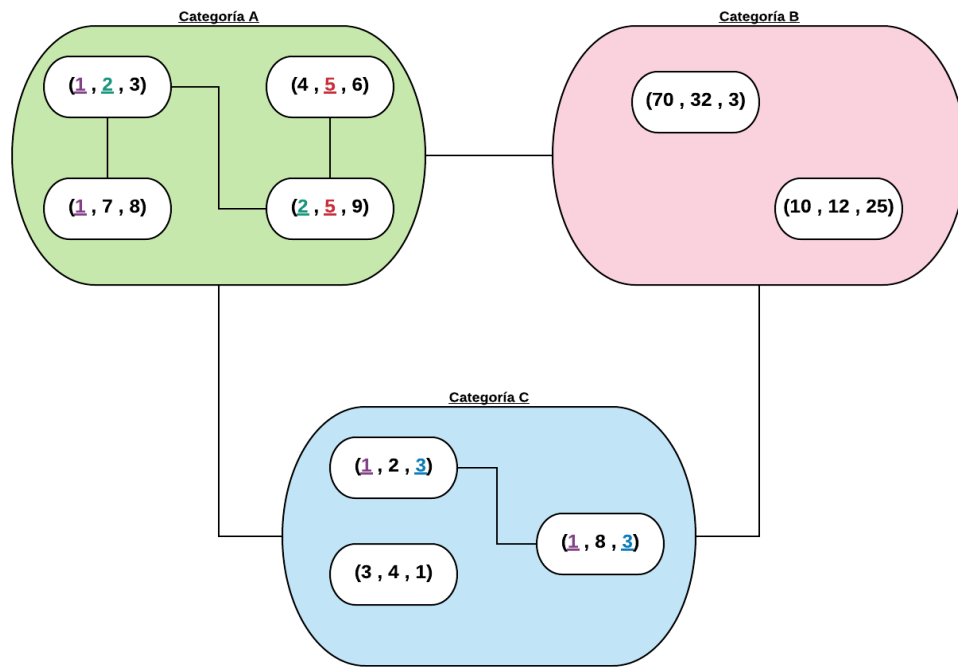 Categoría A
(1 , 2 , 3)
(4 , 5 , 6)
(1 , 7 , 8)
(2 , 5 , 9)
Categoría B
(70 , 32 , 3)
(10 , 12 , 25)
Categoría C
(1 , 2 , 3)
(1 , 8 , 3)
(3 , 4 , 1)